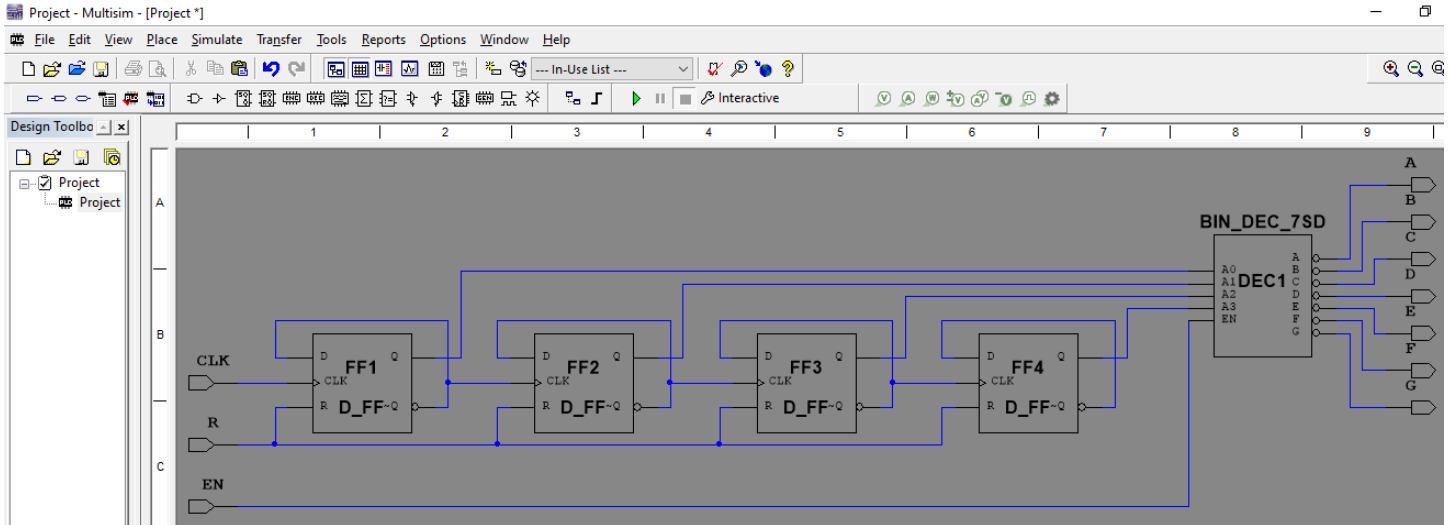 Project - Multisim - [Project *]
File Edit View Place Simulate Transfer Tools Reports Options Window Help
--- In-Use List ---
Interactive
Design Toolbo
1 2 3 4 5 6 7 8 9
Project
Project
A
B
C
A
B
C
D
E
F
G
BIN_DEC_7SD
A0
A1
A2
A3
EN
DEC1
A
B
C
D
E
F
G
CLK
R
EN
D Q
FF1
CLK
R D_FF ~Q
D Q
FF2
CLK
R D_FF ~Q
D Q
FF3
CLK
R D_FF ~Q
D Q
FF4
CLK
R D_FF ~Q